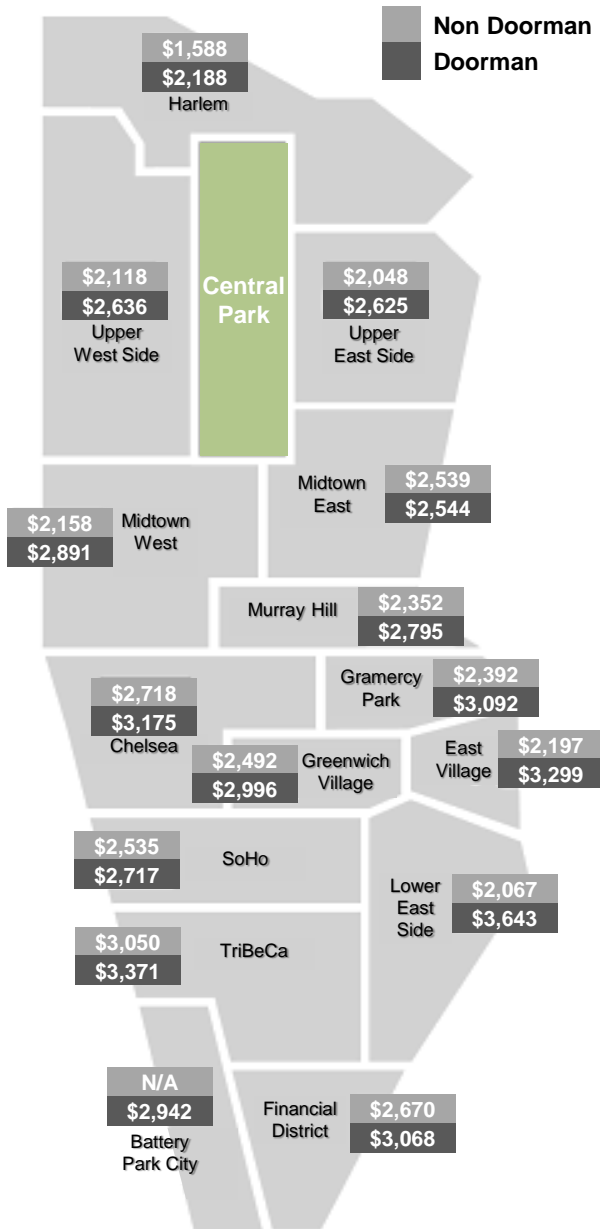 Non Doorman
Doorman
$1,588
$2,188
Harlem
$2,118
$2,636
Upper
West Side
Central
Park
$2,048
$2,625
Upper
East Side
Midtown
East
$2,539
$2,544
$2,158
$2,891
Midtown
West
Murray Hill
$2,352
$2,795
$2,718
$3,175
Chelsea
Gramercy
Park
$2,392
$3,092
$2,492
$2,996
Greenwich
Village
East
Village
$2,197
$3,299
$2,535
$2,717
SoHo
Lower
East
Side
$2,067
$3,643
$3,050
$3,371
TriBeCa
N/A
$2,942
Battery
Park City
Financial
District
$2,670
$3,068